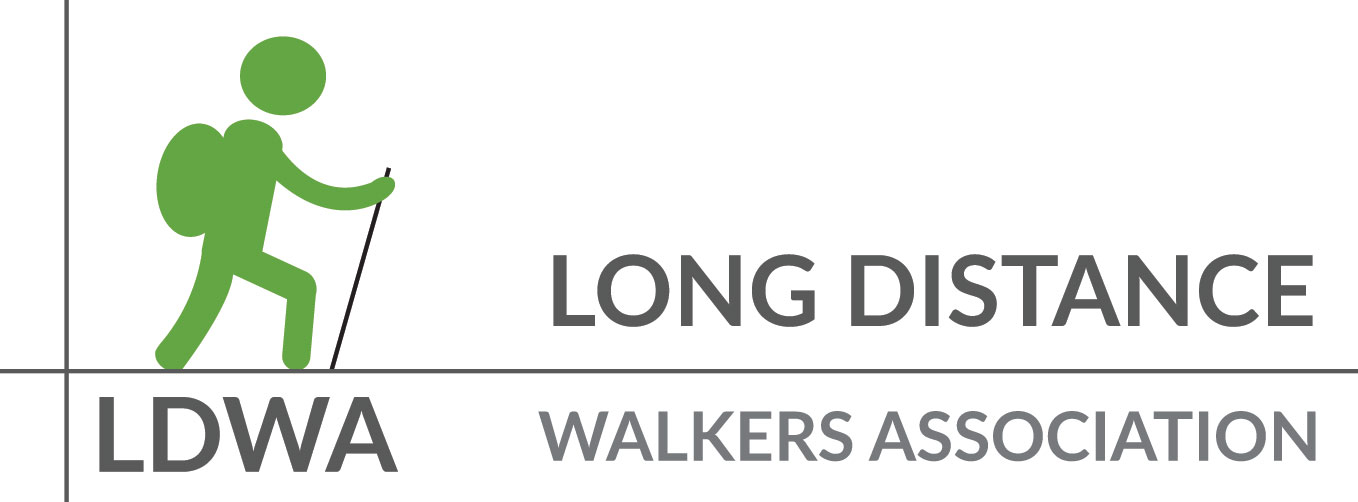 LONG DISTANCE
LDWA
WALKERS ASSOCIATION